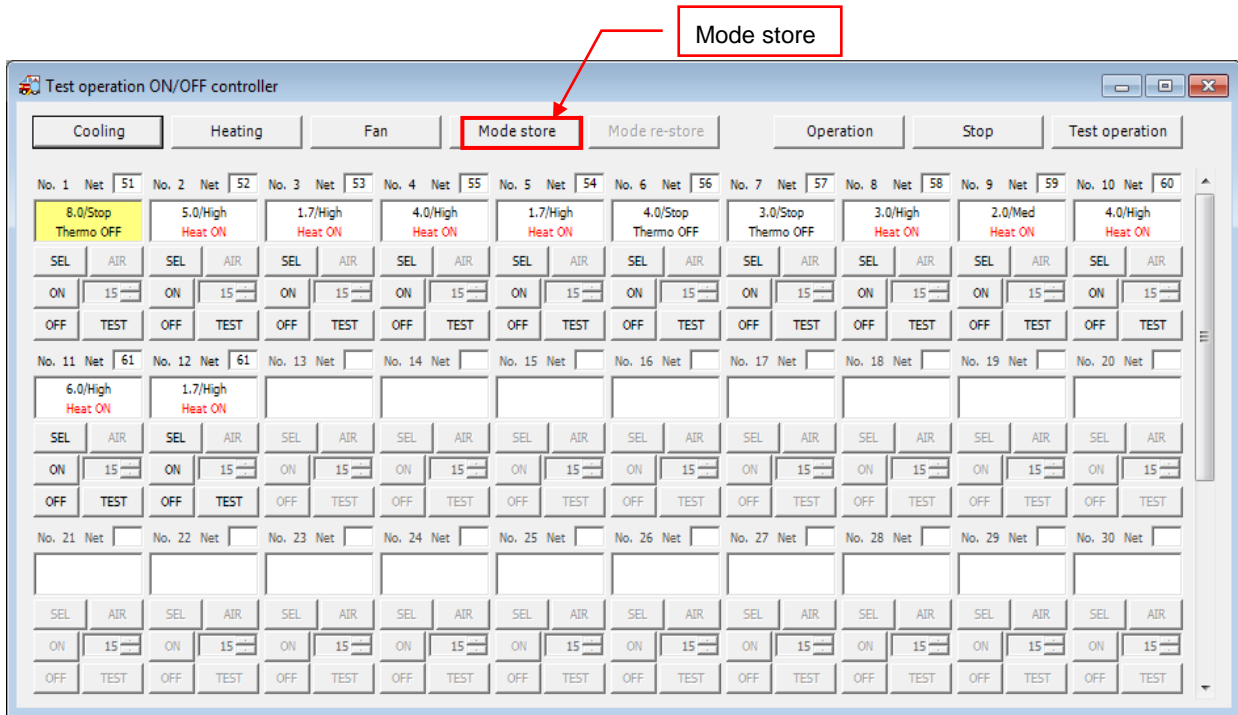 Mode store
Test operation ON/OFF controller
Cooling Heating Fan Mode store Mode re-store Operation Stop Test operation
No. 1 Net 51 No. 2 Net 52 No. 3 Net 53 No. 4 Net 55 No. 5 Net 54 No. 6 Net 56 No. 7 Net 57 No. 8 Net 58 No. 9 Net 59 No. 10 Net 60
8.0/Stop 5.0/High 1.7/High 4.0/High 1.7/High 4.0/Stop 3.0/Stop 3.0/High 2.0/Med 4.0/High
Thermo OFF Heat ON Heat ON Heat ON Heat ON Thermo OFF Thermo OFF Heat ON Heat ON Heat ON
SEL AIR SEL AIR SEL AIR SEL AIR SEL AIR SEL AIR SEL AIR SEL AIR SEL AIR SEL AIR
ON 15 ON 15 ON 15 ON 15 ON 15 ON 15 ON 15 ON 15 ON 15 ON 15
OFF TEST OFF TEST OFF TEST OFF TEST OFF TEST OFF TEST OFF TEST OFF TEST OFF TEST OFF TEST
No. 11 Net 61 No. 12 Net 61 No. 13 Net No. 14 Net No. 15 Net No. 16 Net No. 17 Net No. 18 Net No. 19 Net No. 20 Net
6.0/High 1.7/High
Heat ON Heat ON
SEL AIR SEL AIR SEL AIR SEL AIR SEL AIR SEL AIR SEL AIR SEL AIR SEL AIR SEL AIR
ON 15 ON 15 ON 15 ON 15 ON 15 ON 15 ON 15 ON 15 ON 15 ON 15
OFF TEST OFF TEST OFF TEST OFF TEST OFF TEST OFF TEST OFF TEST OFF TEST OFF TEST OFF TEST
No. 21 Net No. 22 Net No. 23 Net No. 24 Net No. 25 Net No. 26 Net No. 27 Net No. 28 Net No. 29 Net No. 30 Net
SEL AIR SEL AIR SEL AIR SEL AIR SEL AIR SEL AIR SEL AIR SEL AIR SEL AIR SEL AIR
ON 15 ON 15 ON 15 ON 15 ON 15 ON 15 ON 15 ON 15 ON 15 ON 15
OFF TEST OFF TEST OFF TEST OFF TEST OFF TEST OFF TEST OFF TEST OFF TEST OFF TEST OFF TEST